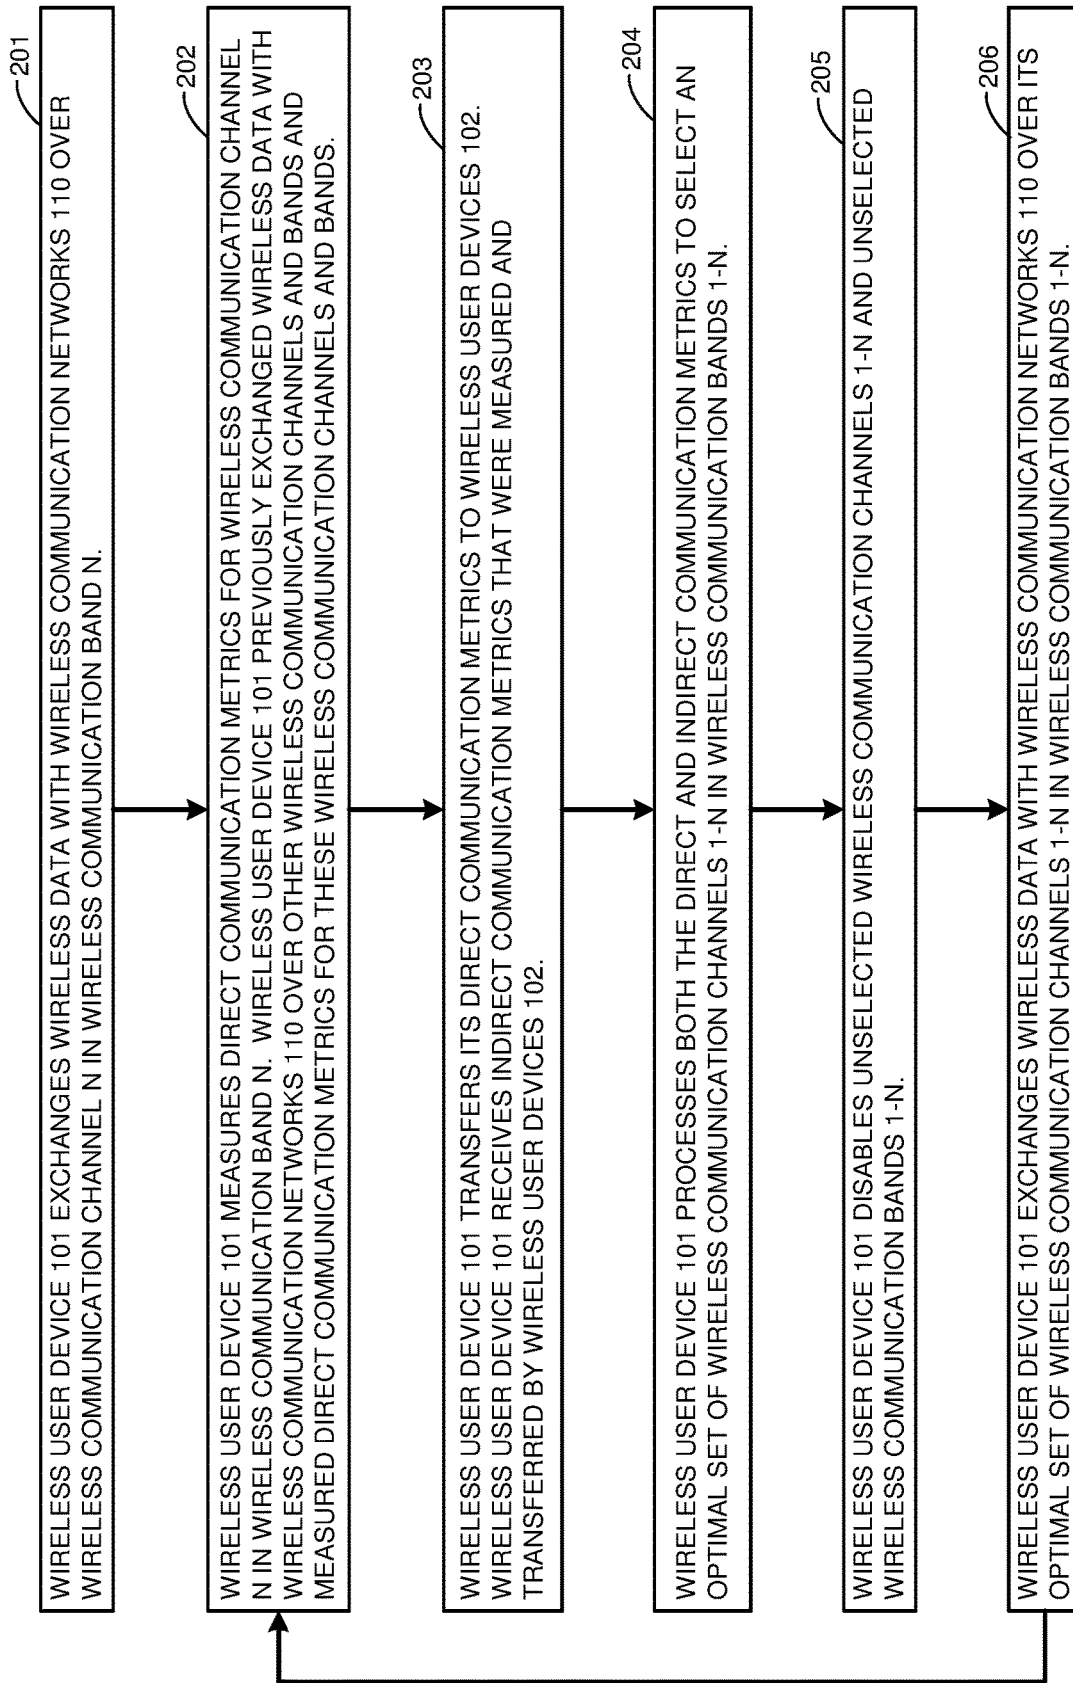 201
WIRELESS USER DEVICE 101 EXCHANGES WIRELESS DATA WITH WIRELESS COMMUNICATION NETWORKS 110 OVER
WIRELESS COMMUNICATION CHANNEL N IN WIRELESS COMMUNICATION BAND N.
202
WIRELESS USER DEVICE 101 MEASURES DIRECT COMMUNICATION METRICS FOR WIRELESS COMMUNICATION CHANNEL
N IN WIRELESS COMMUNICATION BAND N. WIRELESS USER DEVICE 101 PREVIOUSLY EXCHANGED WIRELESS DATA WITH
WIRELESS COMMUNICATION NETWORKS 110 OVER OTHER WIRELESS COMMUNICATION CHANNELS AND BANDS AND
MEASURED DIRECT COMMUNICATION METRICS FOR THESE WIRELESS COMMUNICATION CHANNELS AND BANDS.
203
WIRELESS USER DEVICE 101 TRANSFERS ITS DIRECT COMMUNICATION METRICS TO WIRELESS USER DEVICES 102.
WIRELESS USER DEVICE 101 RECEIVES INDIRECT COMMUNICATION METRICS THAT WERE MEASURED AND
TRANSFERRED BY WIRELESS USER DEVICES 102.
204
WIRELESS USER DEVICE 101 PROCESSES BOTH THE DIRECT AND INDIRECT COMMUNICATION METRICS TO SELECT AN
OPTIMAL SET OF WIRELESS COMMUNICATION CHANNELS 1-N IN WIRELESS COMMUNICATION BANDS 1-N.
205
WIRELESS USER DEVICE 101 DISABLES UNSELECTED WIRELESS COMMUNICATION CHANNELS 1-N AND UNSELECTED
WIRELESS COMMUNICATION BANDS 1-N.
206
WIRELESS USER DEVICE 101 EXCHANGES WIRELESS DATA WITH WIRELESS COMMUNICATION NETWORKS 110 OVER ITS
OPTIMAL SET OF WIRELESS COMMUNICATION CHANNELS 1-N IN WIRELESS COMMUNICATION BANDS 1-N.